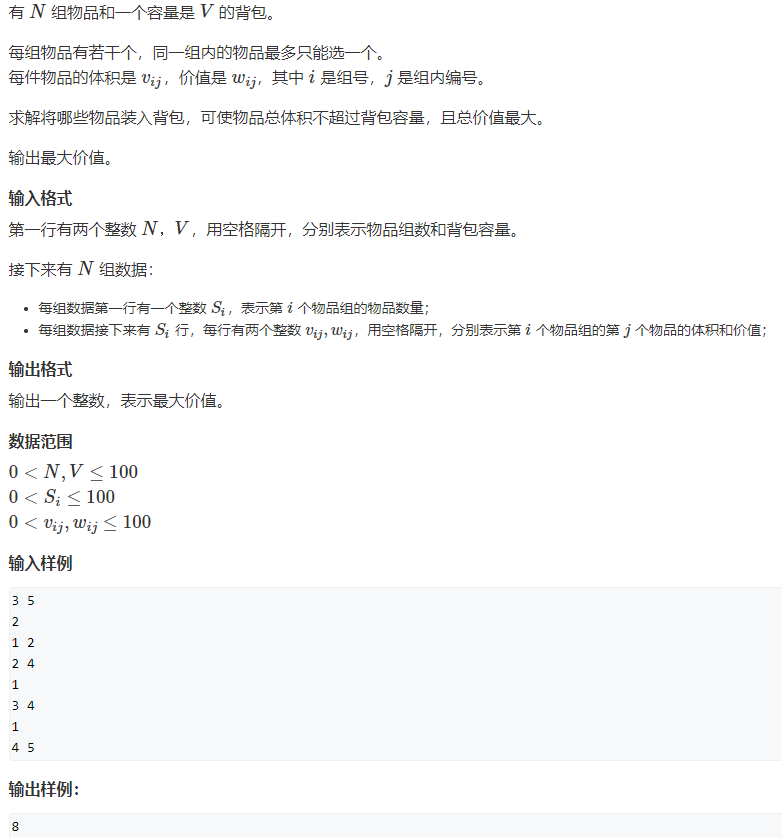 有 N 组物品和一个容量是 V 的背包。
每组物品有若干个，同一组内的物品最多只能选一个。
每件物品的体积是 v_{ij}，价值是 w_{ij}，其中 i 是组号，j 是组内编号。
求解将哪些物品装入背包，可使物品总体积不超过背包容量，且总价值最大。
输出最大价值。
输入格式
第一行有两个整数 N，V，用空格隔开，分别表示物品组数和背包容量。
接下来有 N 组数据：
• 每组数据第一行有一个整数 S_i，表示第 i 个物品组的物品数量；
• 每组数据接下来有 S_i 行，每行有两个整数 v_{ij}, w_{ij}，用空格隔开，分别表示第 i 个物品组的第 j 个物品的体积和价值；
输出格式
输出一个整数，表示最大价值。
数据范围
0 < N, V ≤ 100
0 < S_i ≤ 100
0 < v_{ij}, w_{ij} ≤ 100
输入样例
3 5
2
1 2
2 4
1
3 4
1
4 5
输出样例：
8